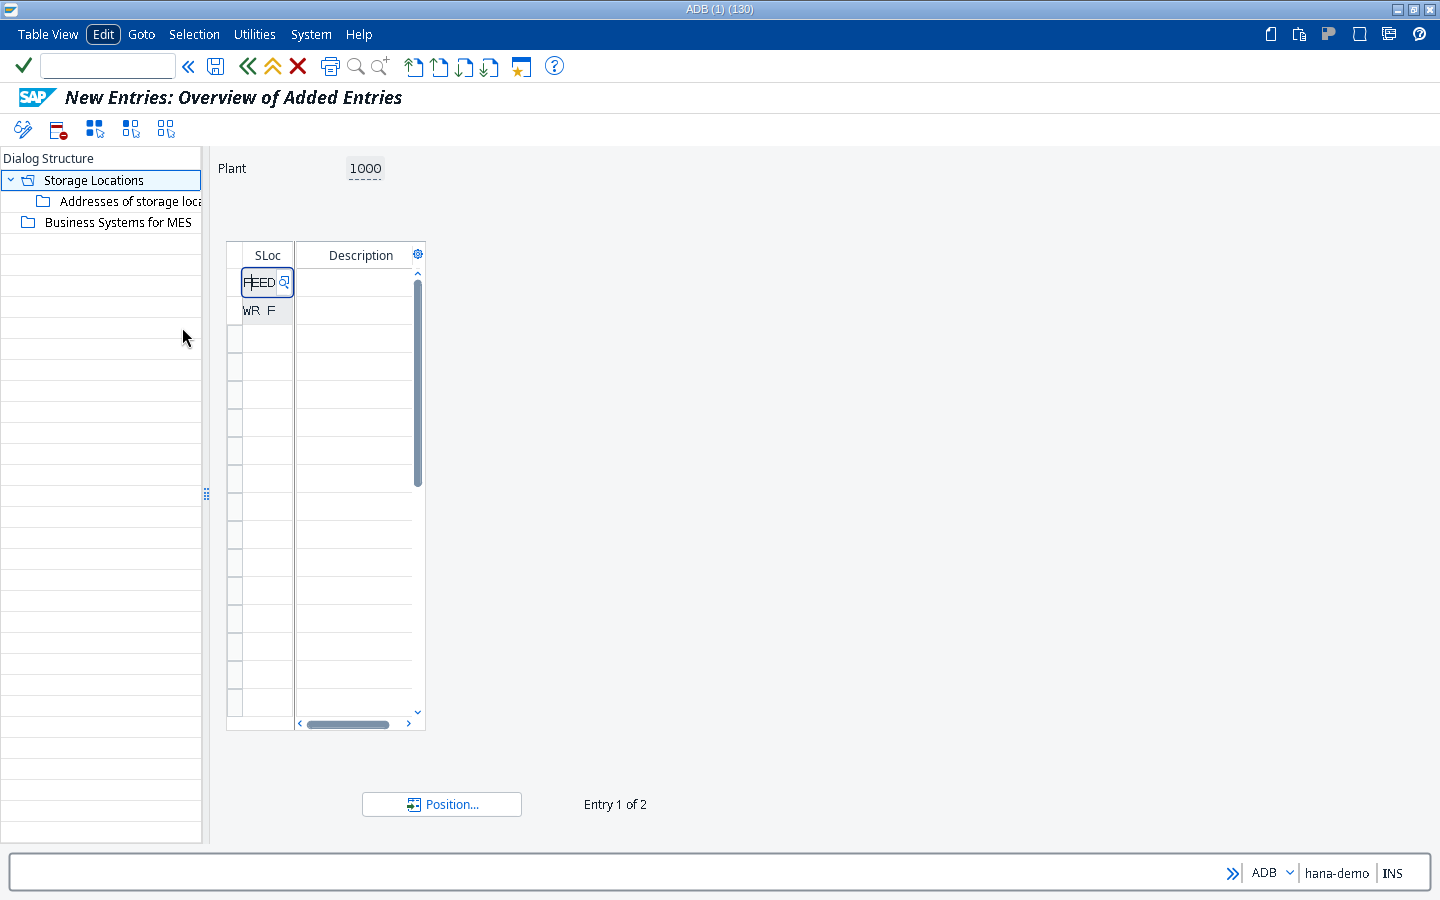 ADB (1) (130)
Table View Edit Goto Selection Utilities System Help
SAP New Entries: Overview of Added Entries
Dialog Structure
Storage Locations
Addresses of storage loca
Business Systems for MES
Plant 1000
SLoc Description
FEED
WR F
Position... Entry 1 of 2
ADB hana-demo INS